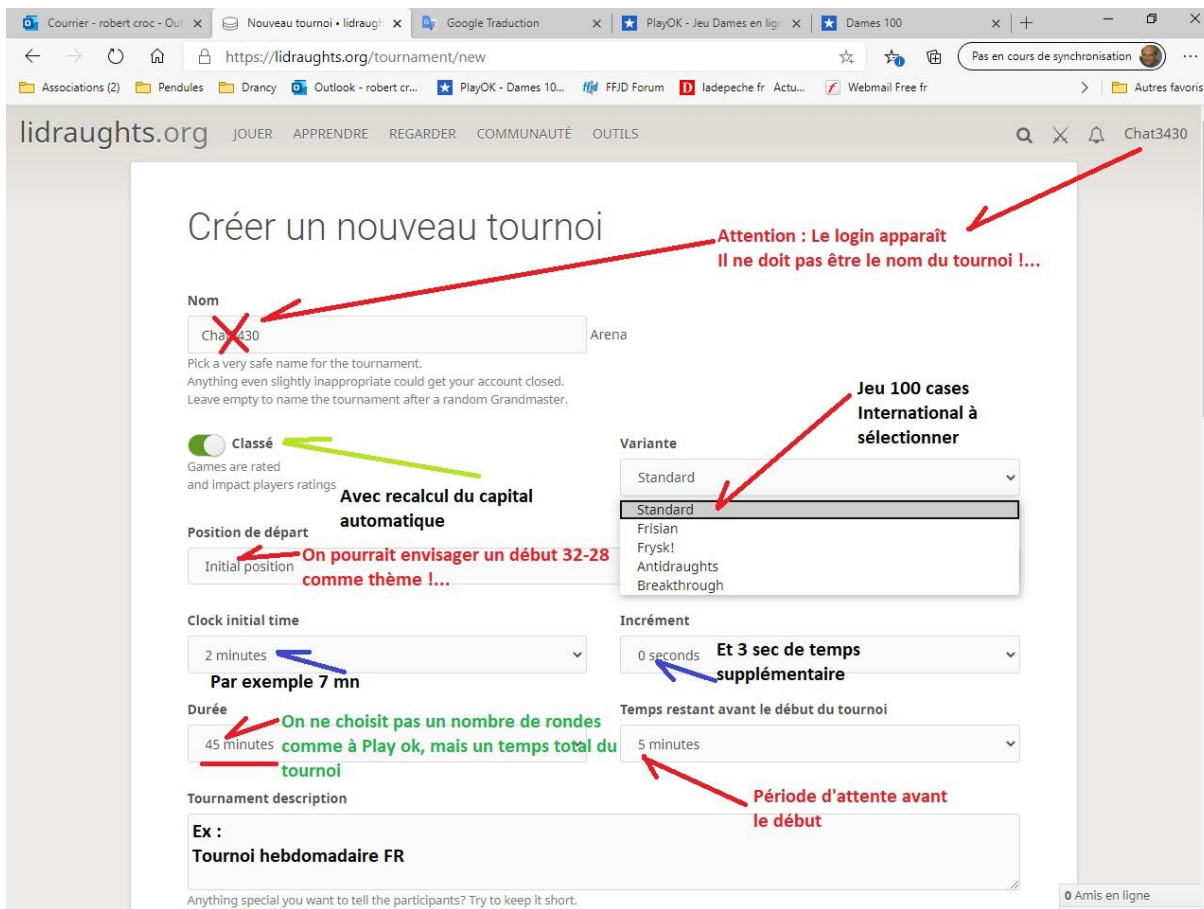 Courrier - robert croc - Out
Nouveau tournoi • lidraugh
Google Traduction
PlayOK - Jeu Dames en lign
Dames 100
https://lidraughts.org/tournament/new
Pas en cours de synchronisation
Associations (2)
Pendules
Drancy
Outlook - robert cr...
PlayOK - Dames 10...
FFJD Forum
ladepeche fr Actu...
Webmail Free fr
Autres favoris
lidraughts.org JOUER APPRENDRE REGARDER COMMUNAUTÉ OUTILS Chat3430
Créer un nouveau tournoi
Attention : Le login apparaît
Il ne doit pas être le nom du tournoi !...
Nom
Chat3430 Arena
Pick a very safe name for the tournament.
Anything even slightly inappropriate could get your account closed.
Leave empty to name the tournament after a random Grandmaster.
Jeu 100 cases
International à
sélectionner
Classé
Games are rated
and impact players ratings
Avec recalcul du capital
automatique
Variante
Standard
Standard
Frisian
Frysk!
Antidraughts
Breakthrough
Position de départ
Initial position
On pourrait envisager un début 32-28
comme thème !...
Clock initial time
2 minutes
Par exemple 7 mn
Incrément
0 seconds
Et 3 sec de temps
supplémentaire
Durée
45 minutes
On ne choisit pas un nombre de rondes
comme à Play ok, mais un temps total du
tournoi
Temps restant avant le début du tournoi
5 minutes
Période d'attente avant
le début
Tournament description
Ex :
Tournoi hebdomadaire FR
Anything special you want to tell the participants? Try to keep it short.
0 Amis en ligne